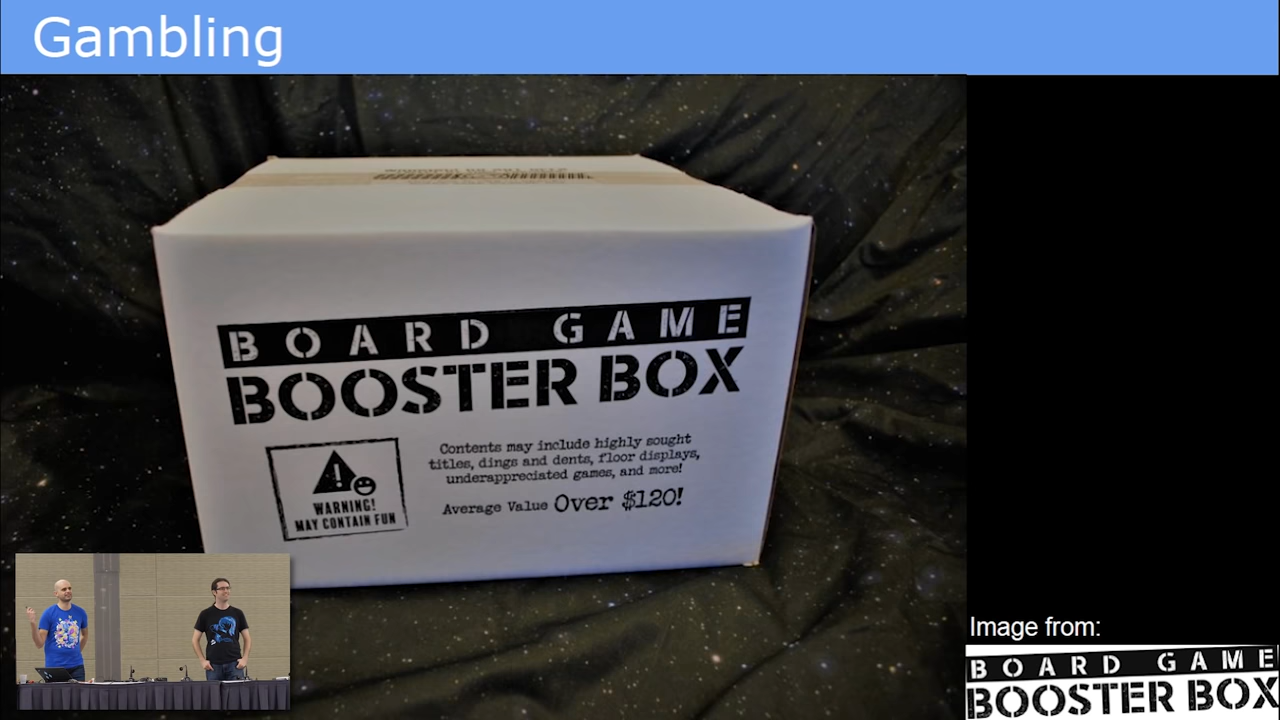 Gambling
BOARD GAME
BOOSTER BOX
WARNING!
MAY CONTAIN FUN
Contents may include highly sought
titles, dings and dents, floor displays,
underappreciated games, and more!
Average Value Over $120!
Image from:
BOARD GAME
BOOSTER BOX